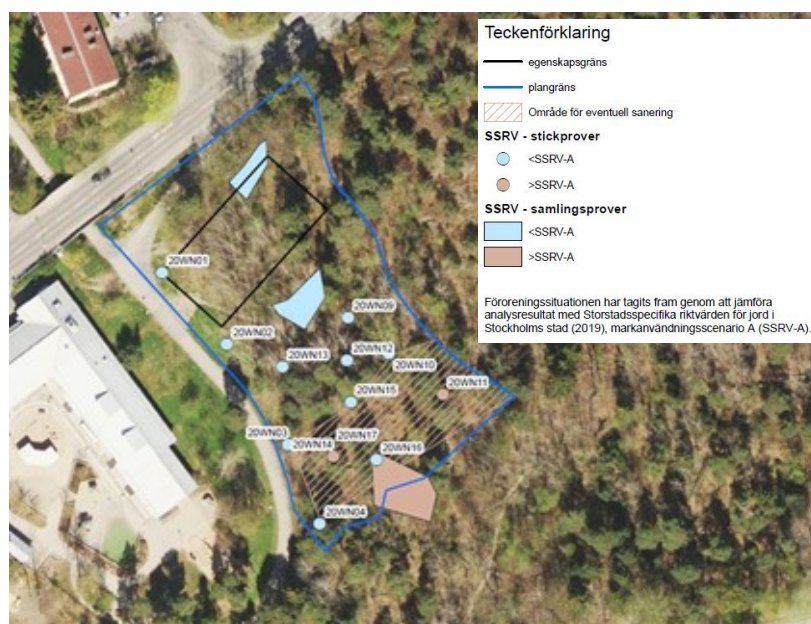 Teckenförklaring
egenskapsgräns
plangräns
Område för eventuell sanering
SSRV - stickprover
<SSRV-A
>SSRV-A
SSRV - samlingsprover
<SSRV-A
>SSRV-A
Föroreningssituationen har tagits fram genom att jämföra
analysresultat med Storstadsspecifika riktvärden för jord i
Stockholms stad (2019), markanvändningsscenario A (SSRV-A).
20WN01
20WN09
20WN02
20WN13
20WN12
20WN10
20WN15
20WN11
20WN03
20WN14
20WN17
20WN16
20WN04